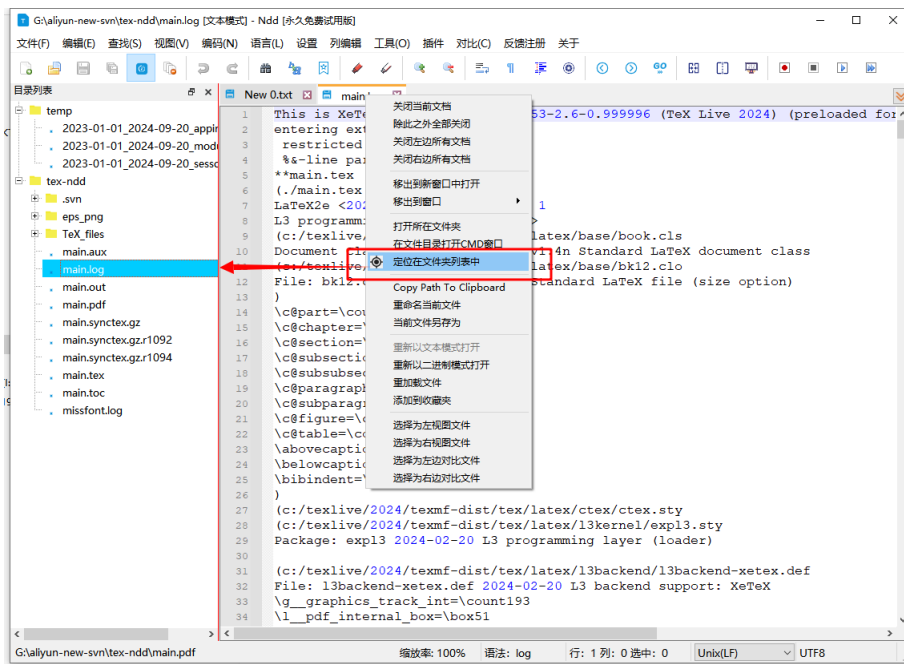 G:\aliyun-new-svn\tex-ndd\main.log [文本模式] - Ndd [永久免费试用版]
文件(F) 编辑(E) 查找(S) 视图(V) 编码(N) 语言(L) 设置 列编辑 工具(O) 插件 对比(C) 反馈注册 关于
目录列表
temp
2023-01-01_2024-09-20_appir
2023-01-01_2024-09-20_modu
2023-01-01_2024-09-20_sessc
tex-ndd
.svn
eps_png
TeX_files
main.aux
main.log
main.out
main.pdf
main.synctex.gz
main.synctex.gz.r1092
main.synctex.gz.r1094
main.tex
main.toc
missfont.log
New 0.txt main.
1 This is XeTe 53-2.6-0.999996 (TeX Live 2024) (preloaded for
2 entering ext
3 restricted
4 %&-line par
5 **main.tex
6 (./main.tex
7 LaTeX2e <202 1
8 L3 programmi >
9 (c:/texlive/ latex/base/book.cls
10 Document Cla v1.4n Standard LaTeX document class
11 (c:/texlive/ latex/base/bk12.clo
12 File: bk12.c Standard LaTeX file (size option)
13 )
14 \c@part=\cou
15 \c@chapter=\
16 \c@section=\
17 \c@subsectio
18 \c@subsubsec
19 \c@paragraph
20 \c@subparagr
21 \c@figure=\c
22 \c@table=\co
23 \abovecaptio
24 \belowcaptio
25 \bibindent=\
26 )
27 (c:/texlive/2024/texmf-dist/tex/latex/ctex/ctex.sty
28 (c:/texlive/2024/texmf-dist/tex/latex/l3kernel/expl3.sty
29 Package: expl3 2024-02-20 L3 programming layer (loader)
30
31 (c:/texlive/2024/texmf-dist/tex/latex/l3backend/l3backend-xetex.def
32 File: l3backend-xetex.def 2024-02-20 L3 backend support: XeTeX
33 \g__graphics_track_int=\count193
34 \l__pdf_internal_box=\box51
关闭当前文档
除此之外全部关闭
关闭左边所有文档
关闭右边所有文档
移出到新窗口中打开
移出到窗口
打开所在文件夹
在文件目录打开CMD窗口
定位在文件夹列表中
Copy Path To Clipboard
重命名当前文件
当前文件另存为
重新以文本模式打开
重新以二进制模式打开
重加载文件
添加到收藏夹
选择为左视图文件
选择为右视图文件
选择为左边对比文件
选择为右边对比文件
G:\aliyun-new-svn\tex-ndd\main.pdf 缩放率: 100% 语法: log 行: 1 列: 0 选中: 0 Unix(LF) UTF8